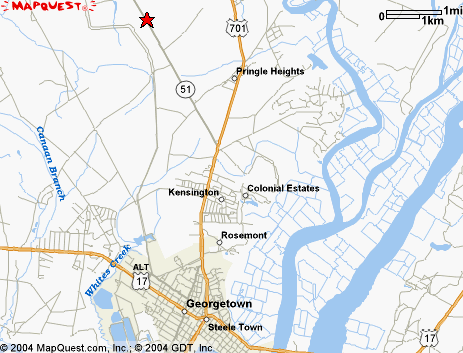 MAPQUEST
701
0
1mi
1km
Pringle Heights
51
Canaan Branch
Kensington
Colonial Estates
Rosemont
Whites Creek
ALT
17
Georgetown
Steele Town
17
© 2004 MapQuest.com, Inc.; © 2004 GDT, Inc.